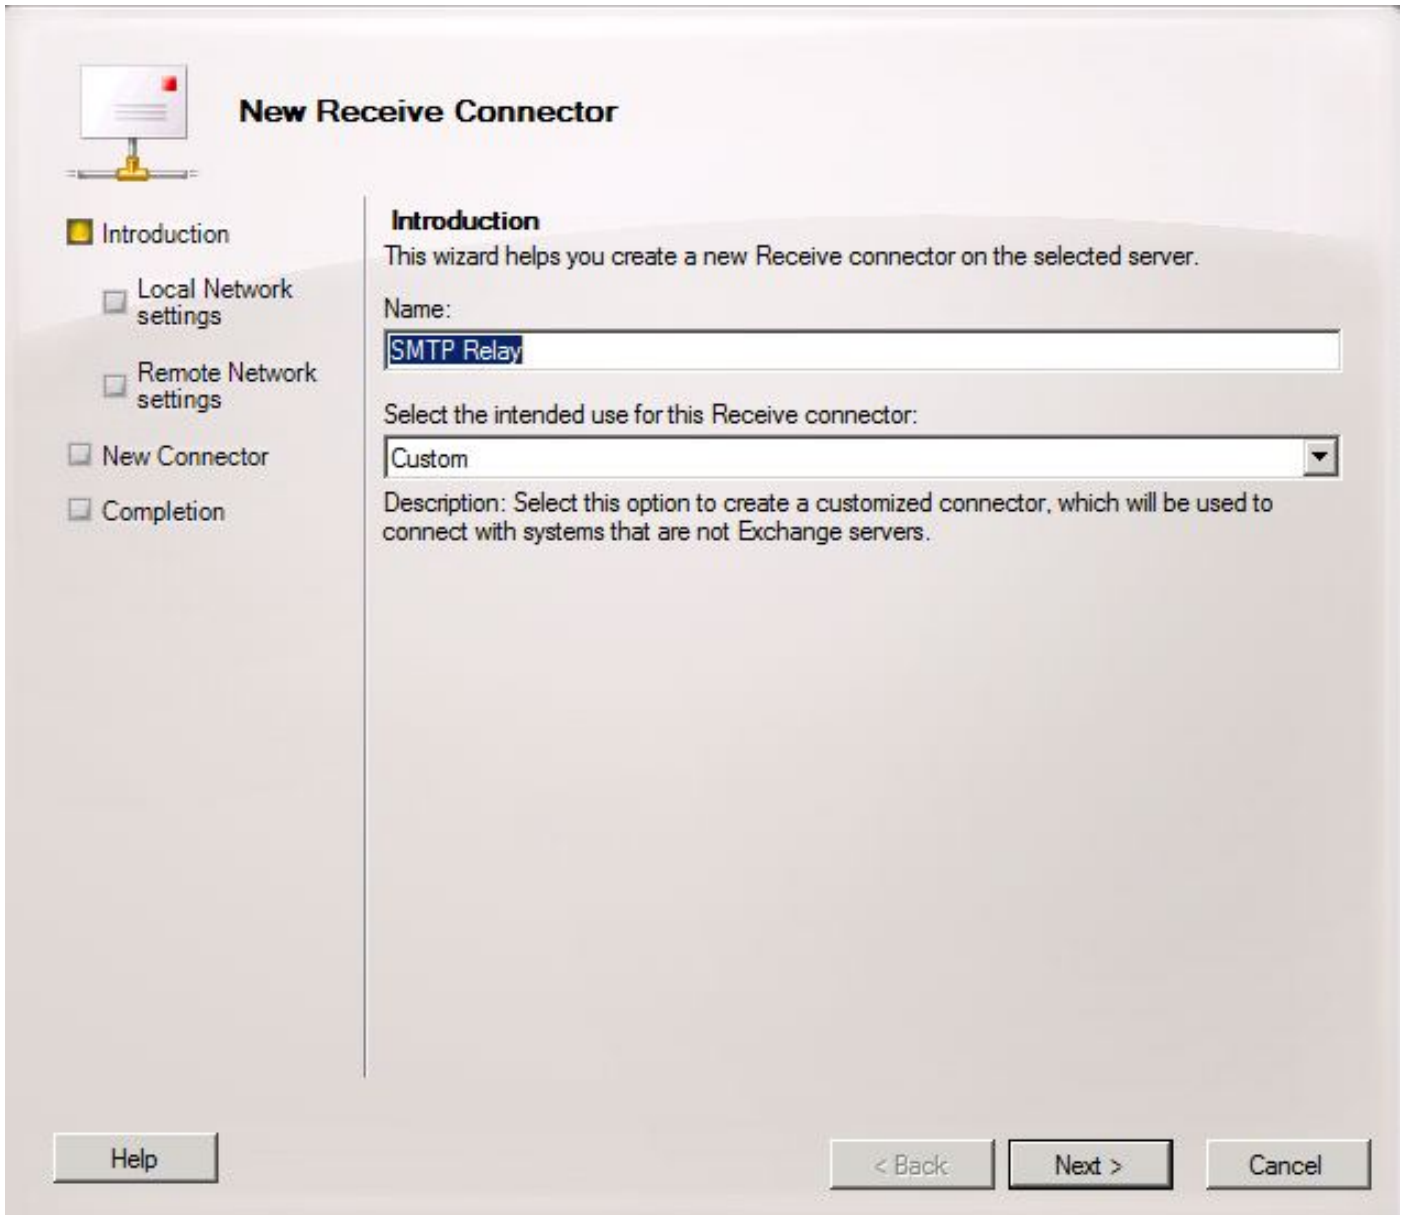 New Receive Connector
Introduction
Local Network
settings
Remote Network
settings
New Connector
Completion
Introduction
This wizard helps you create a new Receive connector on the selected server.
Name:
SMTP Relay
Select the intended use for this Receive connector:
Custom
Description: Select this option to create a customized connector, which will be used to
connect with systems that are not Exchange servers.
Help
< Back
Next >
Cancel